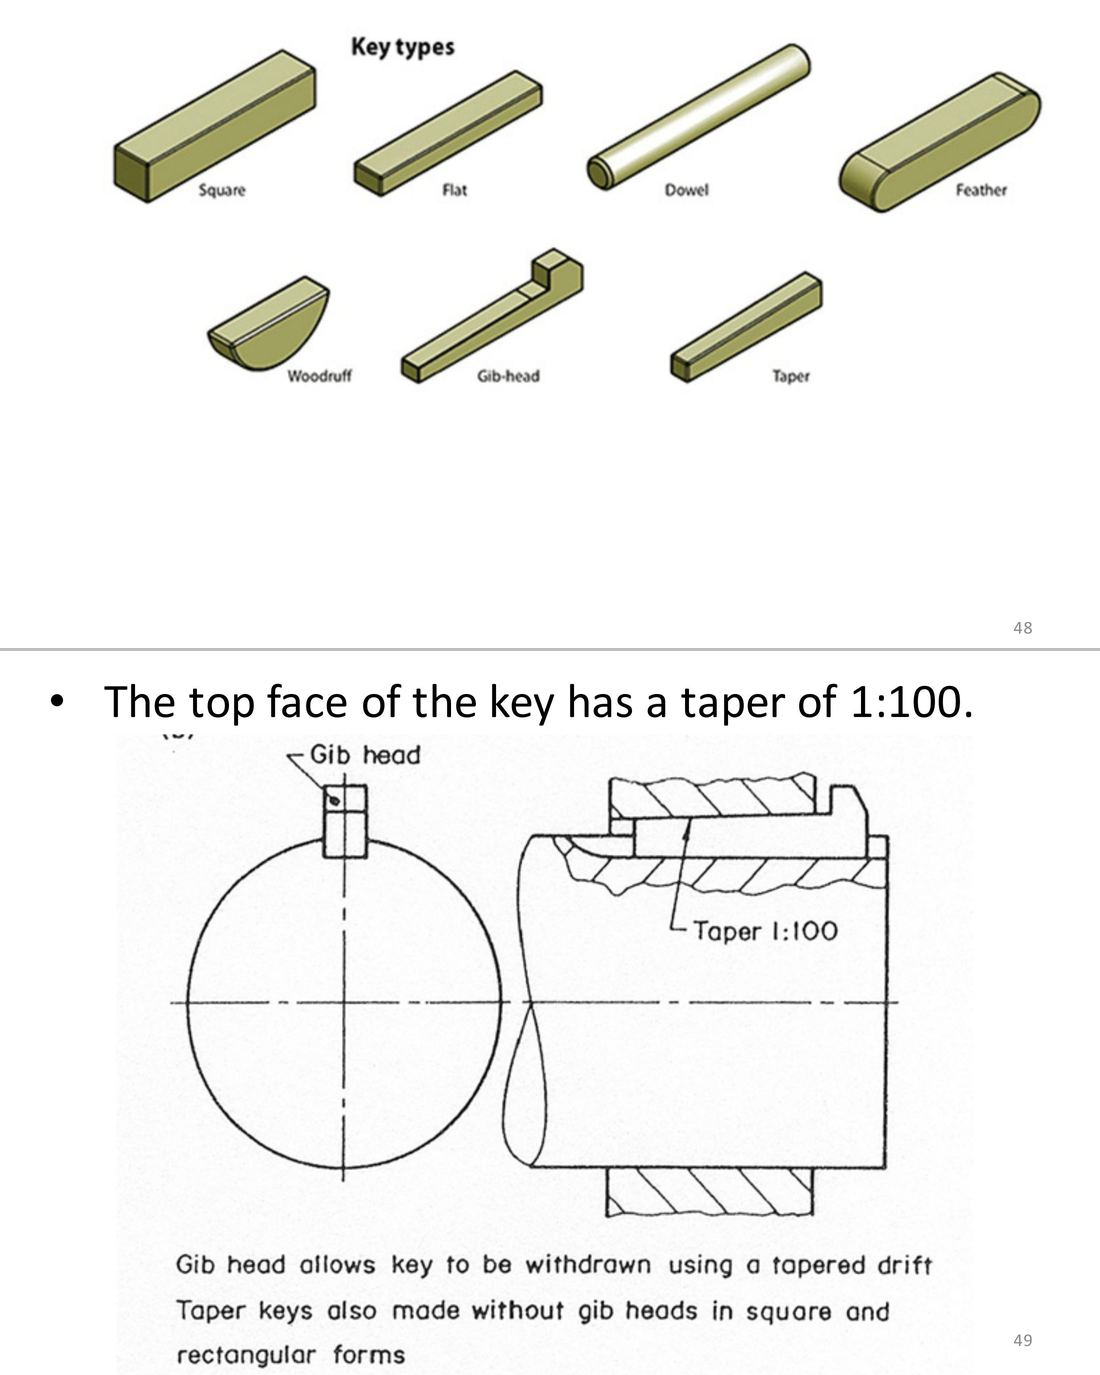 Key types
Square
Flat
Dowel
Feather
Woodruff
Gib-head
Taper
48
• The top face of the key has a taper of 1:100.
Gib head
Taper 1:100
Gib head allows key to be withdrawn using a tapered drift
Taper keys also made without gib heads in square and
rectangular forms
49